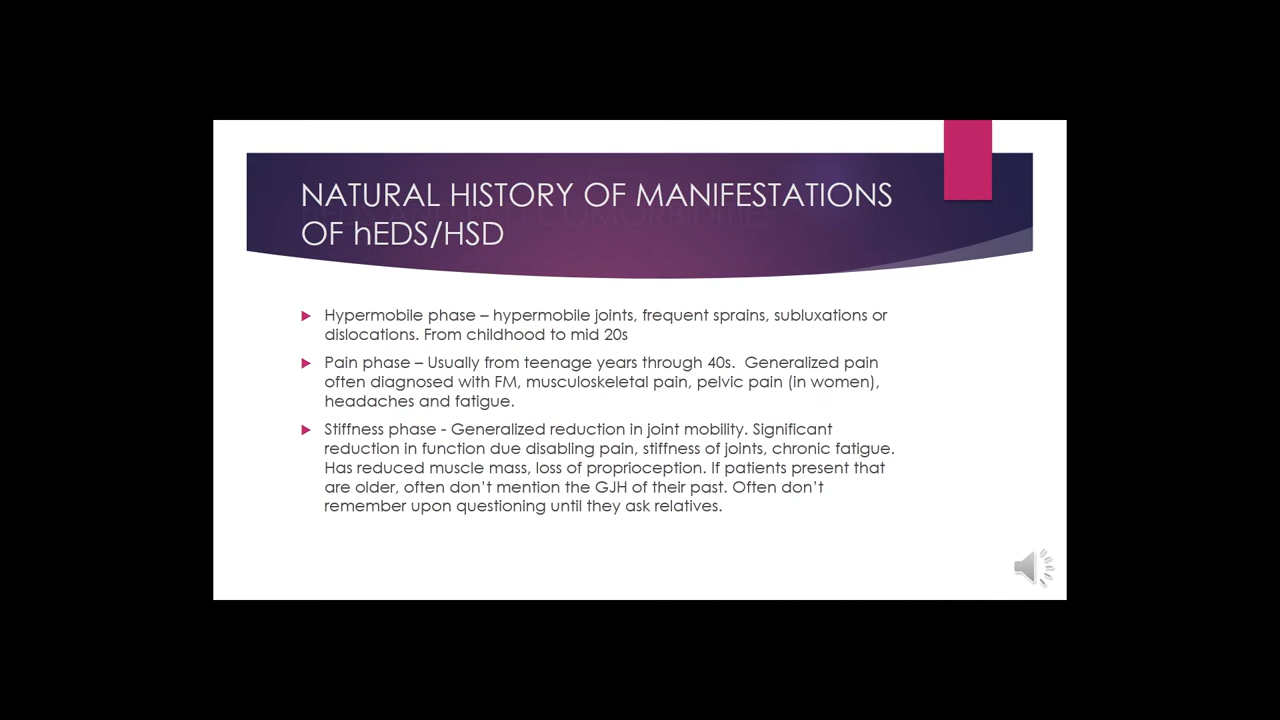 NATURAL HISTORY OF MANIFESTATIONS
OF hEDS/HSD
Hypermobile phase – hypermobile joints, frequent sprains, subluxations or
dislocations. From childhood to mid 20s
Pain phase – Usually from teenage years through 40s.  Generalized pain
often diagnosed with FM, musculoskeletal pain, pelvic pain (in women),
headaches and fatigue.
Stiffness phase - Generalized reduction in joint mobility. Significant
reduction in function due disabling pain, stiffness of joints, chronic fatigue.
Has reduced muscle mass, loss of proprioception. If patients present that
are older, often don't mention the GJH of their past. Often don't
remember upon questioning until they ask relatives.